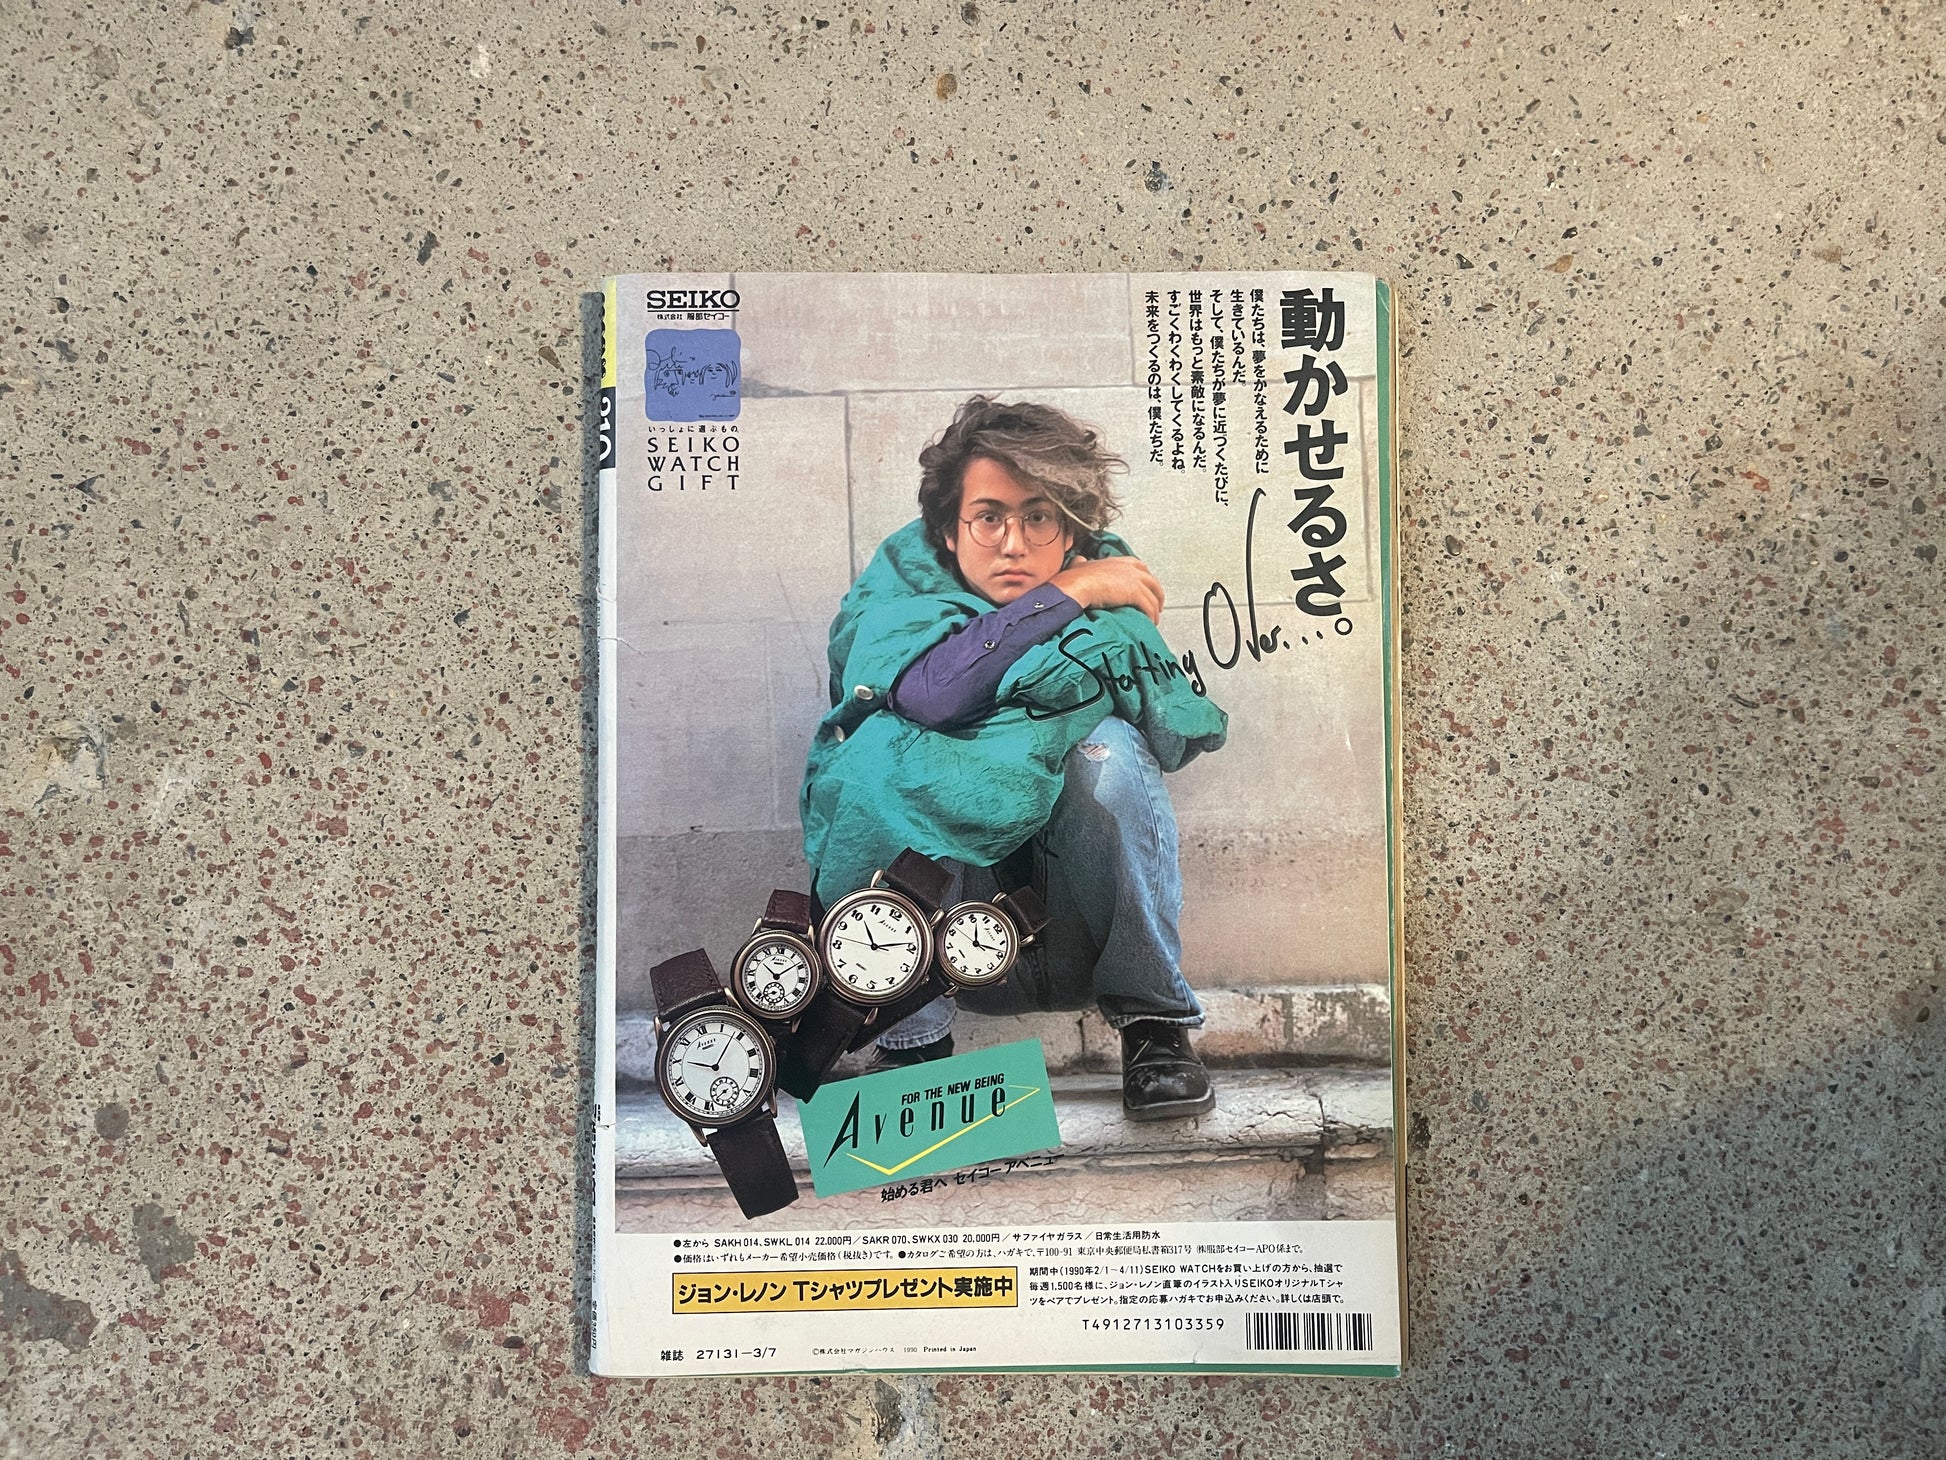 SEIKO
株式会社 服部セイコー
いっしょに選ぶもの。
SEIKO
WATCH
GIFT
動かせるさ。
僕たちは、夢をかなえるために
生きているんだ。
そして、僕たちが夢に近づくたびに、
世界はもっと素敵になるんだ。
すごくわくわくしてくるよね。
未来をつくるのは、僕たちだ。
Starting Over...
FOR THE NEW BEING
Avenue
始める君へ セイコー アベニュー
●左から SAKH 014、SWKL 014 22,000円／SAKR 070、SWKX 030 20,000円／サファイヤガラス／日常生活用防水
●価格はいずれもメーカー希望小売価格(税抜き)です。 ●カタログご希望の方は、ハガキで、〒100-91 東京中央郵便局私書箱317号 ㈱服部セイコーAPO係まで。
ジョン・レノン Tシャツプレゼント実施中
期間中(1990年2/1〜4/11)SEIKO WATCHをお買い上げの方から、抽選で
毎週1,500名様に、ジョン・レノン直筆のイラスト入りSEIKOオリジナルTシャ
ツをペアでプレゼント。指定の応募ハガキでお申込みください。詳しくは店頭で。
T4912713103359
雑誌 27131-3/7
©株式会社マガジンハウス 1990 Printed in Japan